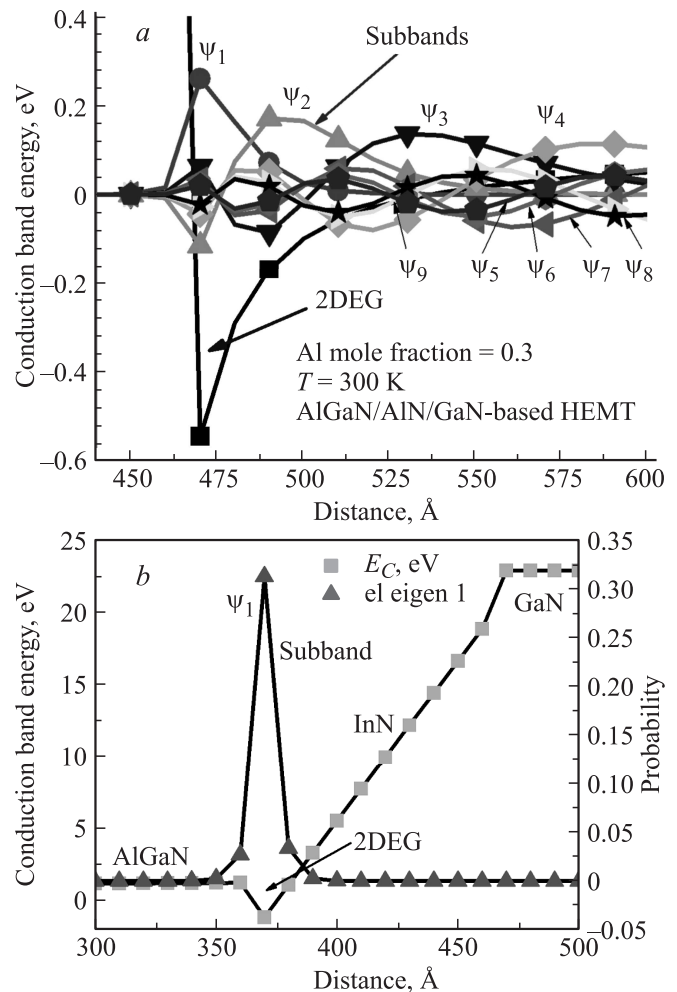 a
Conduction band energy, eV
0.4
0.2
0
–0.2
–0.4
–0.6
ψ1
ψ2
Subbands
ψ3
ψ4
ψ9
ψ5
ψ6
ψ7
ψ8
2DEG
Al mole fraction = 0.3
T = 300 K
AlGaN/AlN/GaN-based HEMT
450 475 500 525 550 575 600
Distance, Å
b
Conduction band energy, eV
25
20
15
10
5
0
E_C, eV
el eigen 1
ψ1
Subband
GaN
InN
AlGaN
2DEG
0.35
0.30
0.25
0.20
0.15
0.10
0.05
0
–0.05
Probability
300 350 400 450 500
Distance, Å